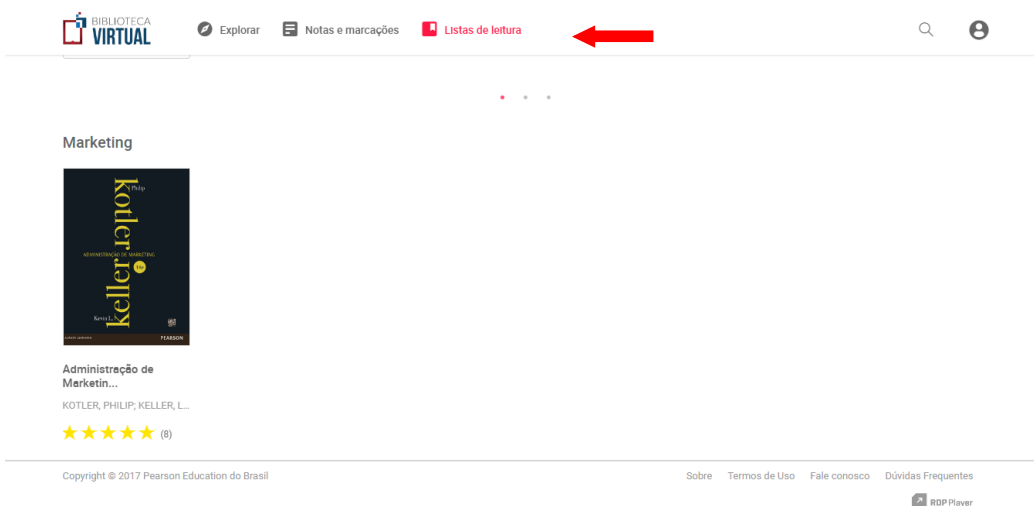 BIBLIOTECA
VIRTUAL
Explorar
Notas e marcações
Listas de leitura
Marketing
Philip
kotler
ADMINISTRAÇÃO DE MARKETING
keller
Kevin L.
PEARSON
Administração de
Marketin...
KOTLER, PHILIP; KELLER, L...
(8)
Copyright © 2017 Pearson Education do Brasil
Sobre
Termos de Uso
Fale conosco
Dúvidas Frequentes
RDP Player